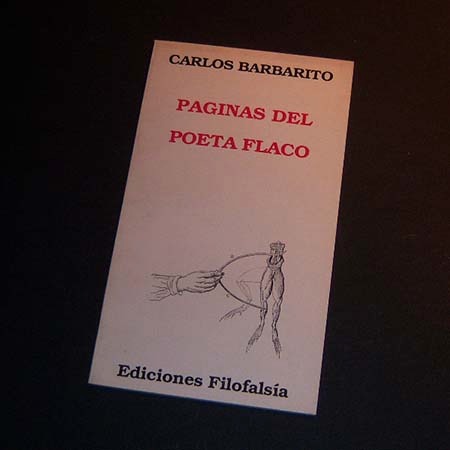 CARLOS BARBARITO
PAGINAS DEL
POETA FLACO
Ediciones Filofalsía